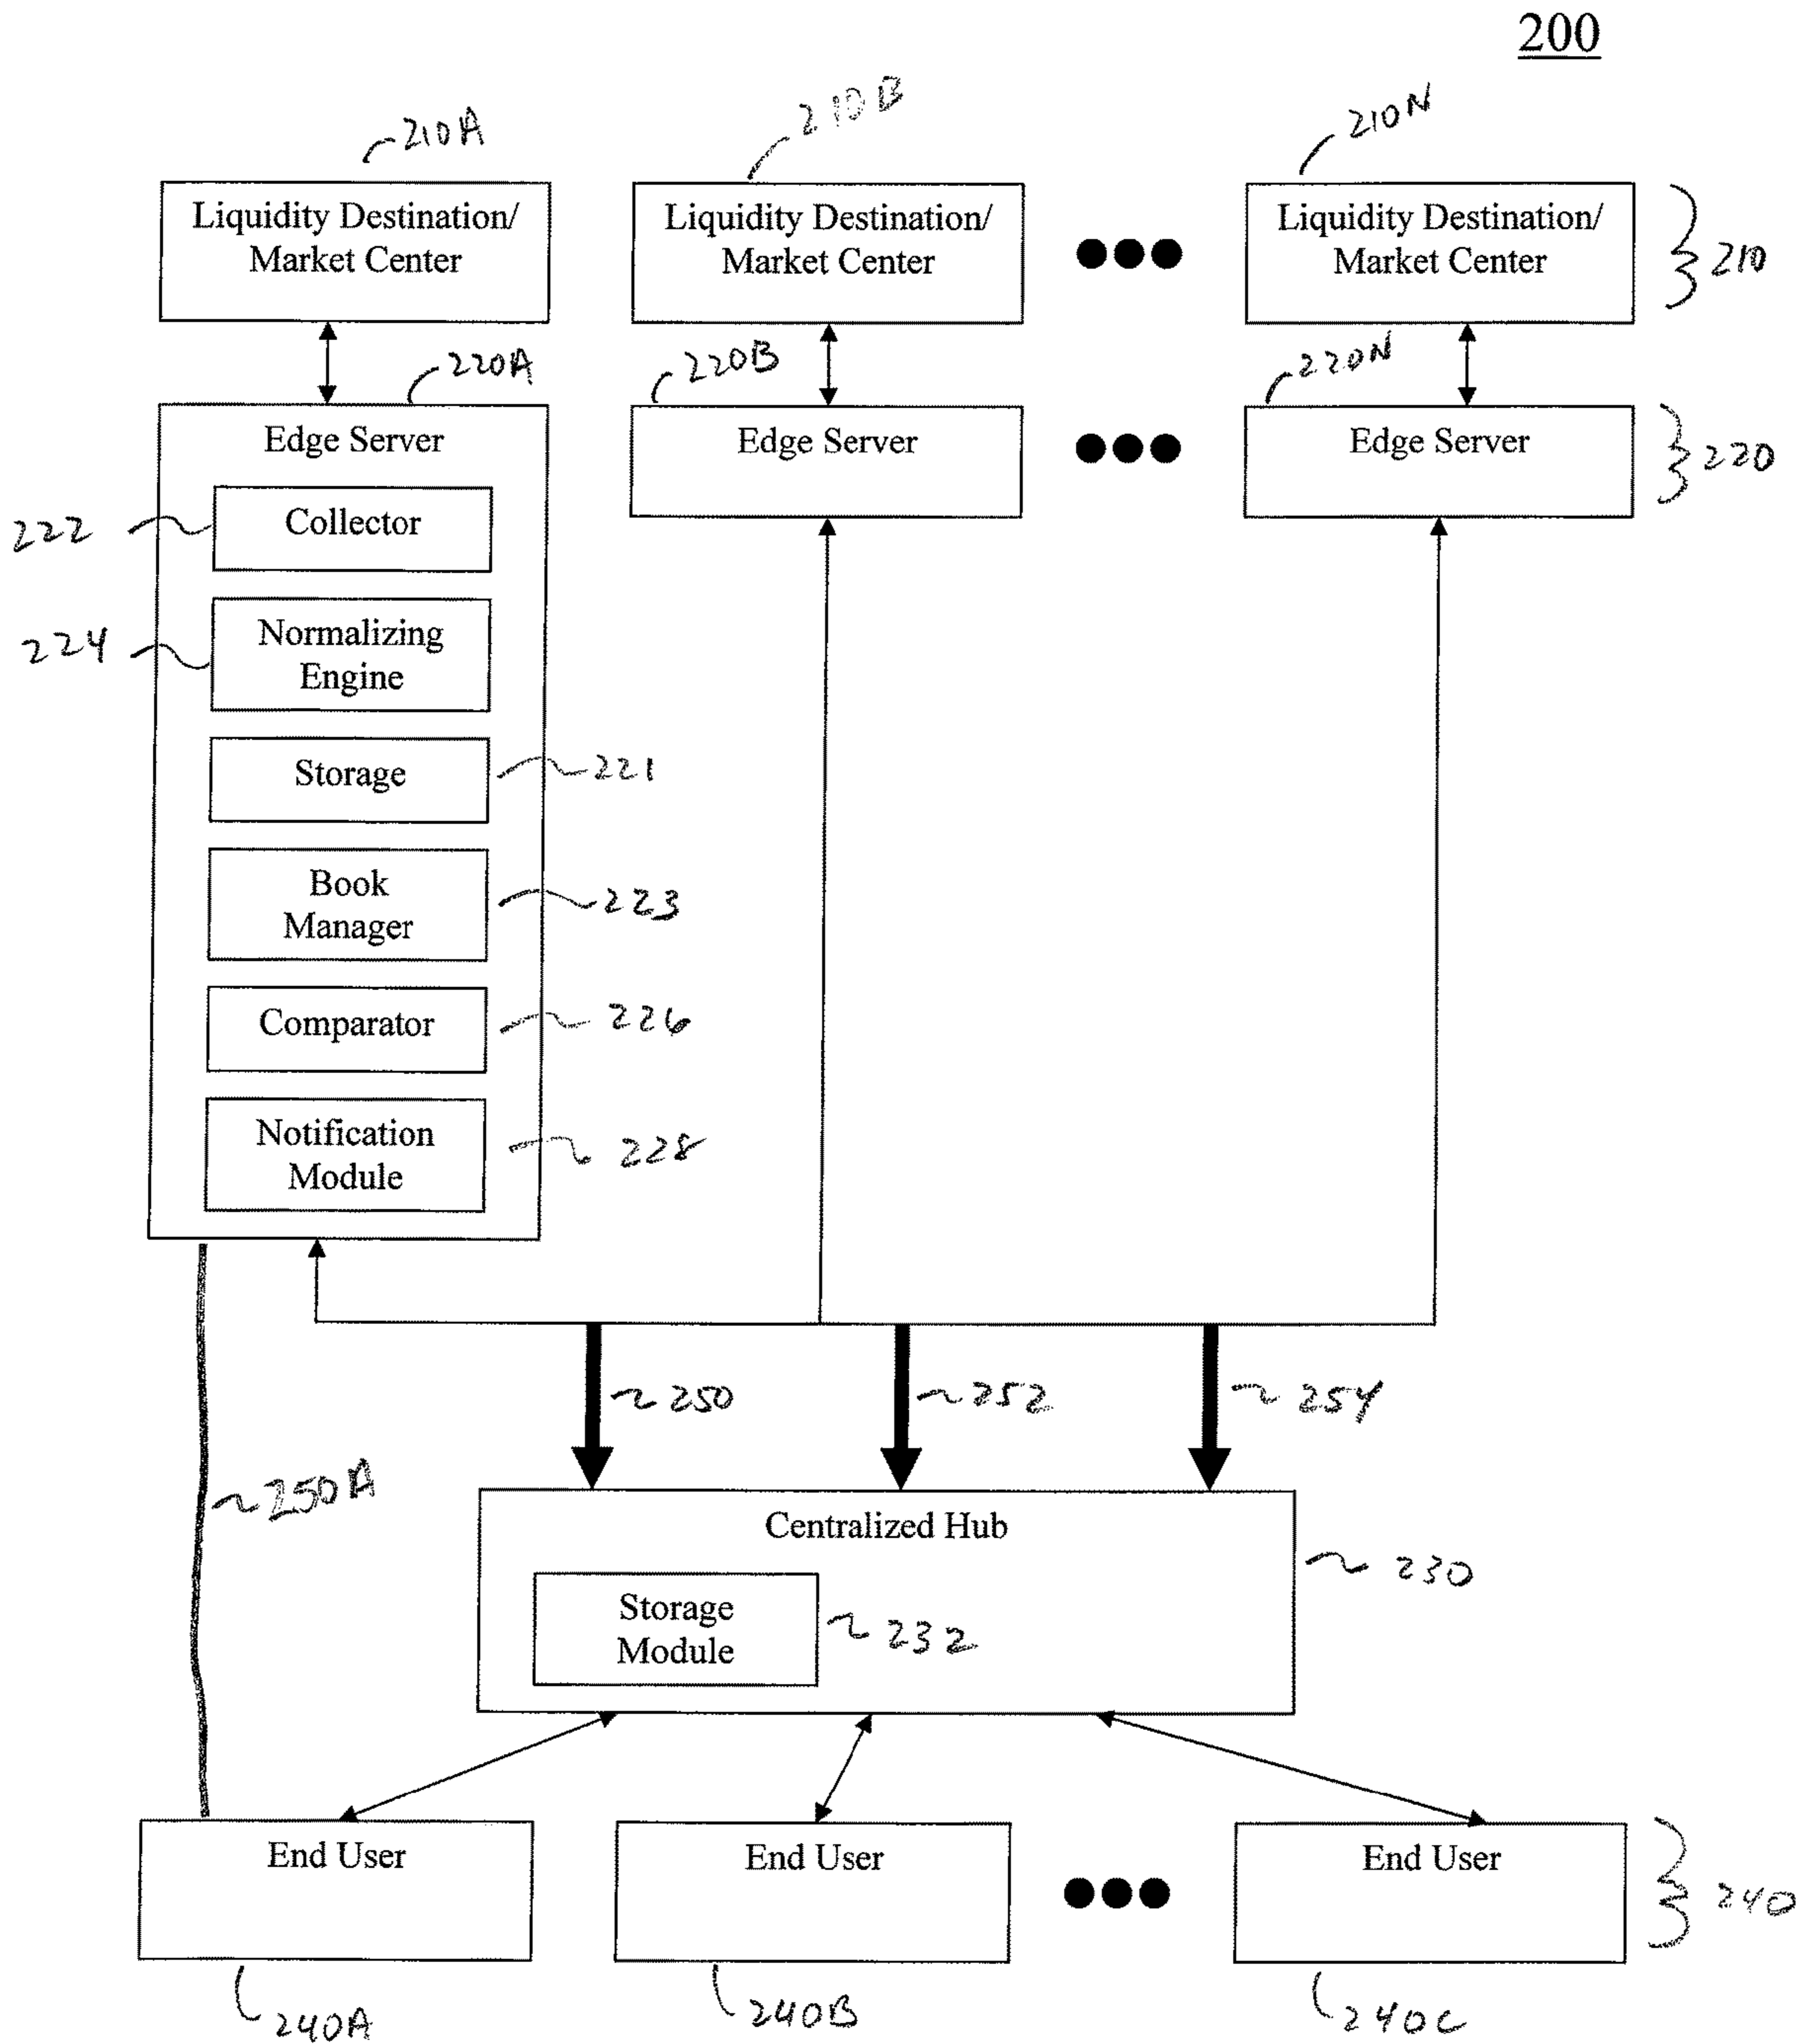 200
210A
210B
210N
Liquidity Destination/
Market Center
Liquidity Destination/
Market Center
Liquidity Destination/
Market Center
210
220A
220B
220N
Edge Server
Edge Server
Edge Server
220
222
Collector
224
Normalizing
Engine
Storage
221
Book
Manager
223
Comparator
226
Notification
Module
228
250
252
254
250A
Centralized Hub
230
Storage
Module
232
End User
End User
End User
240
240A
240B
240C